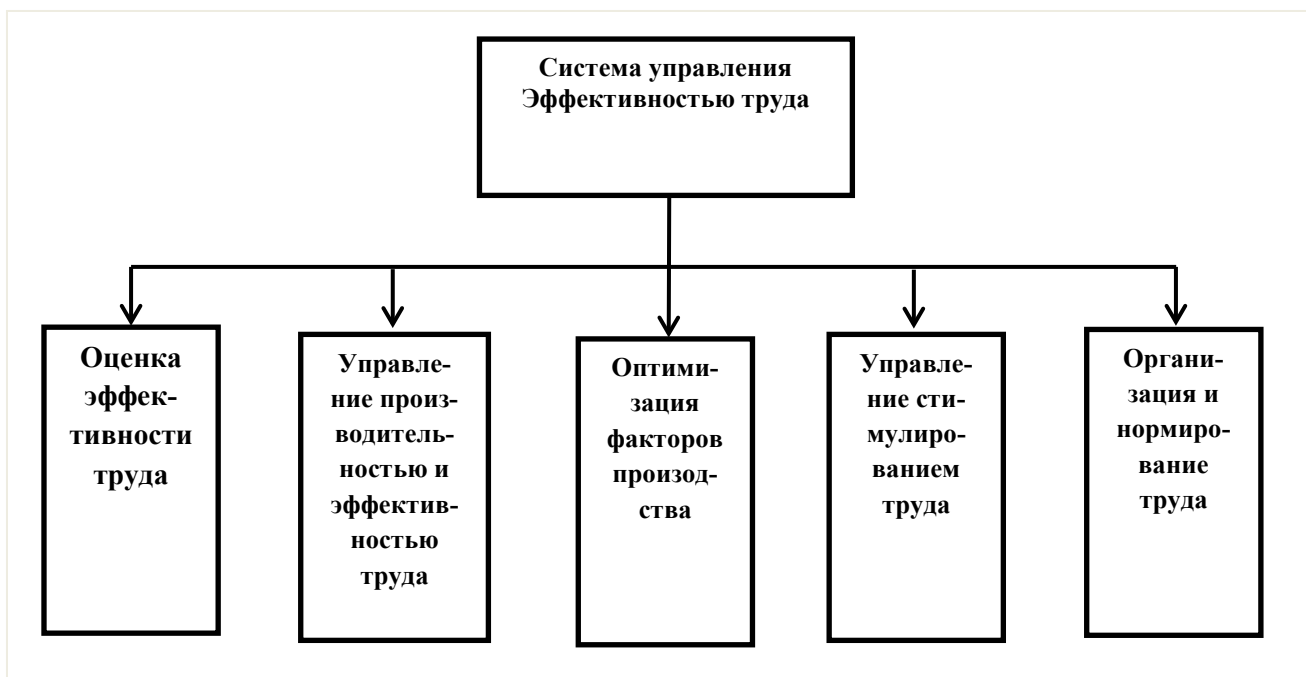 Система управления
Эффективностью труда
Оценка
эффек-
тивности
труда
Управле-
ние произ-
водитель-
ностью и
эффектив-
ностью
труда
Оптими-
зация
факторов
произод-
ства
Управле-
ние сти-
мулиро-
ванием
труда
Органи-
зация и
нормиро-
вание
труда